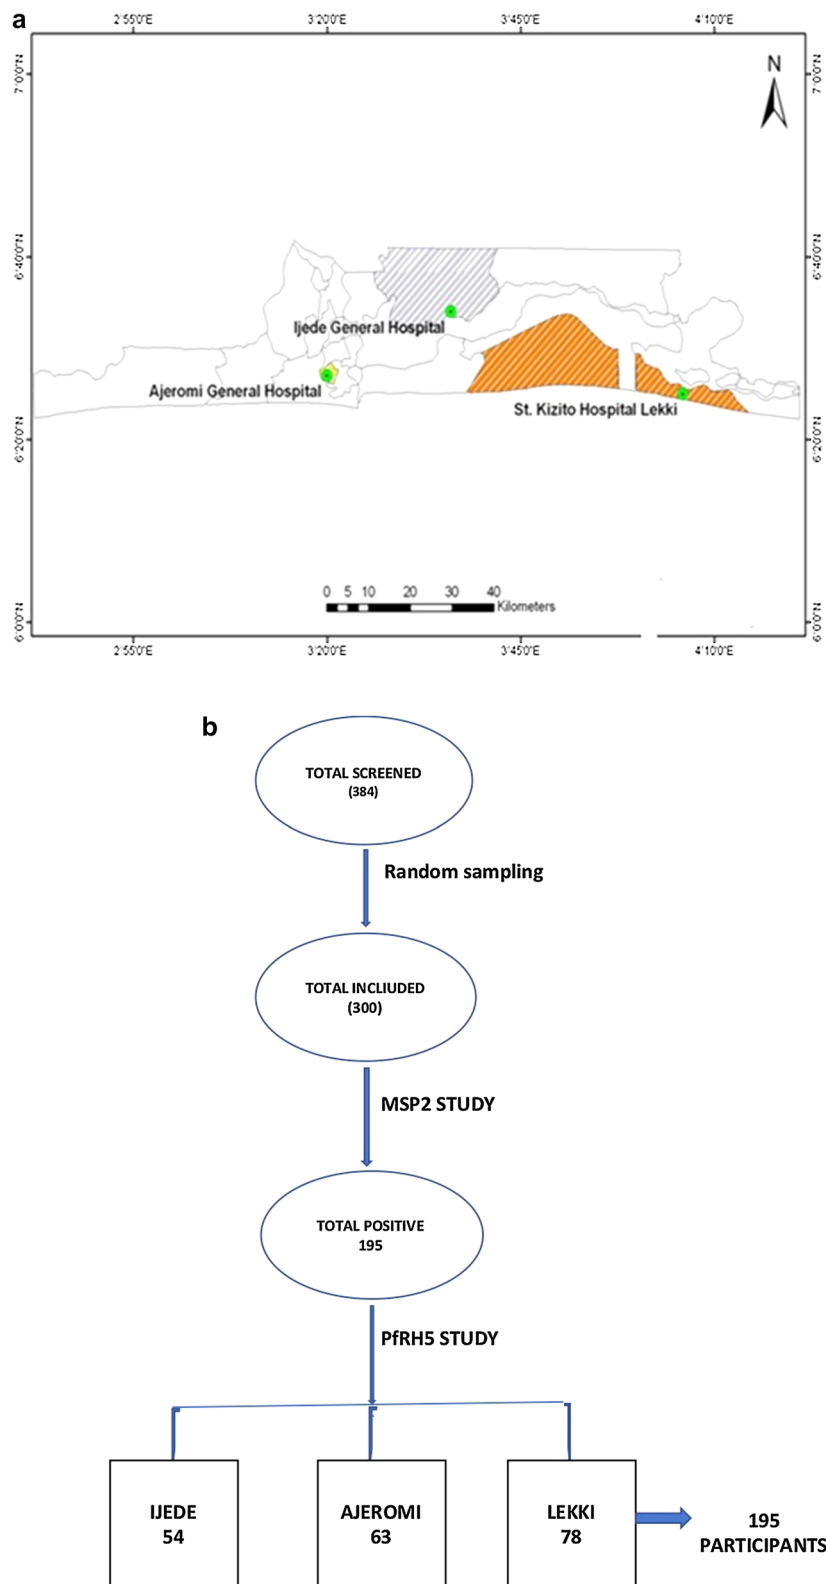 a
2°55'0"E 3°20'0"E 3°45'0"E 4°10'0"E
7°0'0"N 7°0'0"N
N
6°40'0"N 6°40'0"N
Ijede General Hospital
Ajeromi General Hospital
St. Kizito Hospital Lekki
6°20'0"N 6°20'0"N
0 5 10 20 30 40
Kilometers
6°0'0"N 6°0'0"N
2°55'0"E 3°20'0"E 3°45'0"E 4°10'0"E
b
TOTAL SCREENED
(384)
Random sampling
TOTAL INCLIUDED
(300)
MSP2 STUDY
TOTAL POSITIVE
195
PfRH5 STUDY
IJEDE
54
AJEROMI
63
LEKKI
78
195
PARTICIPANTS